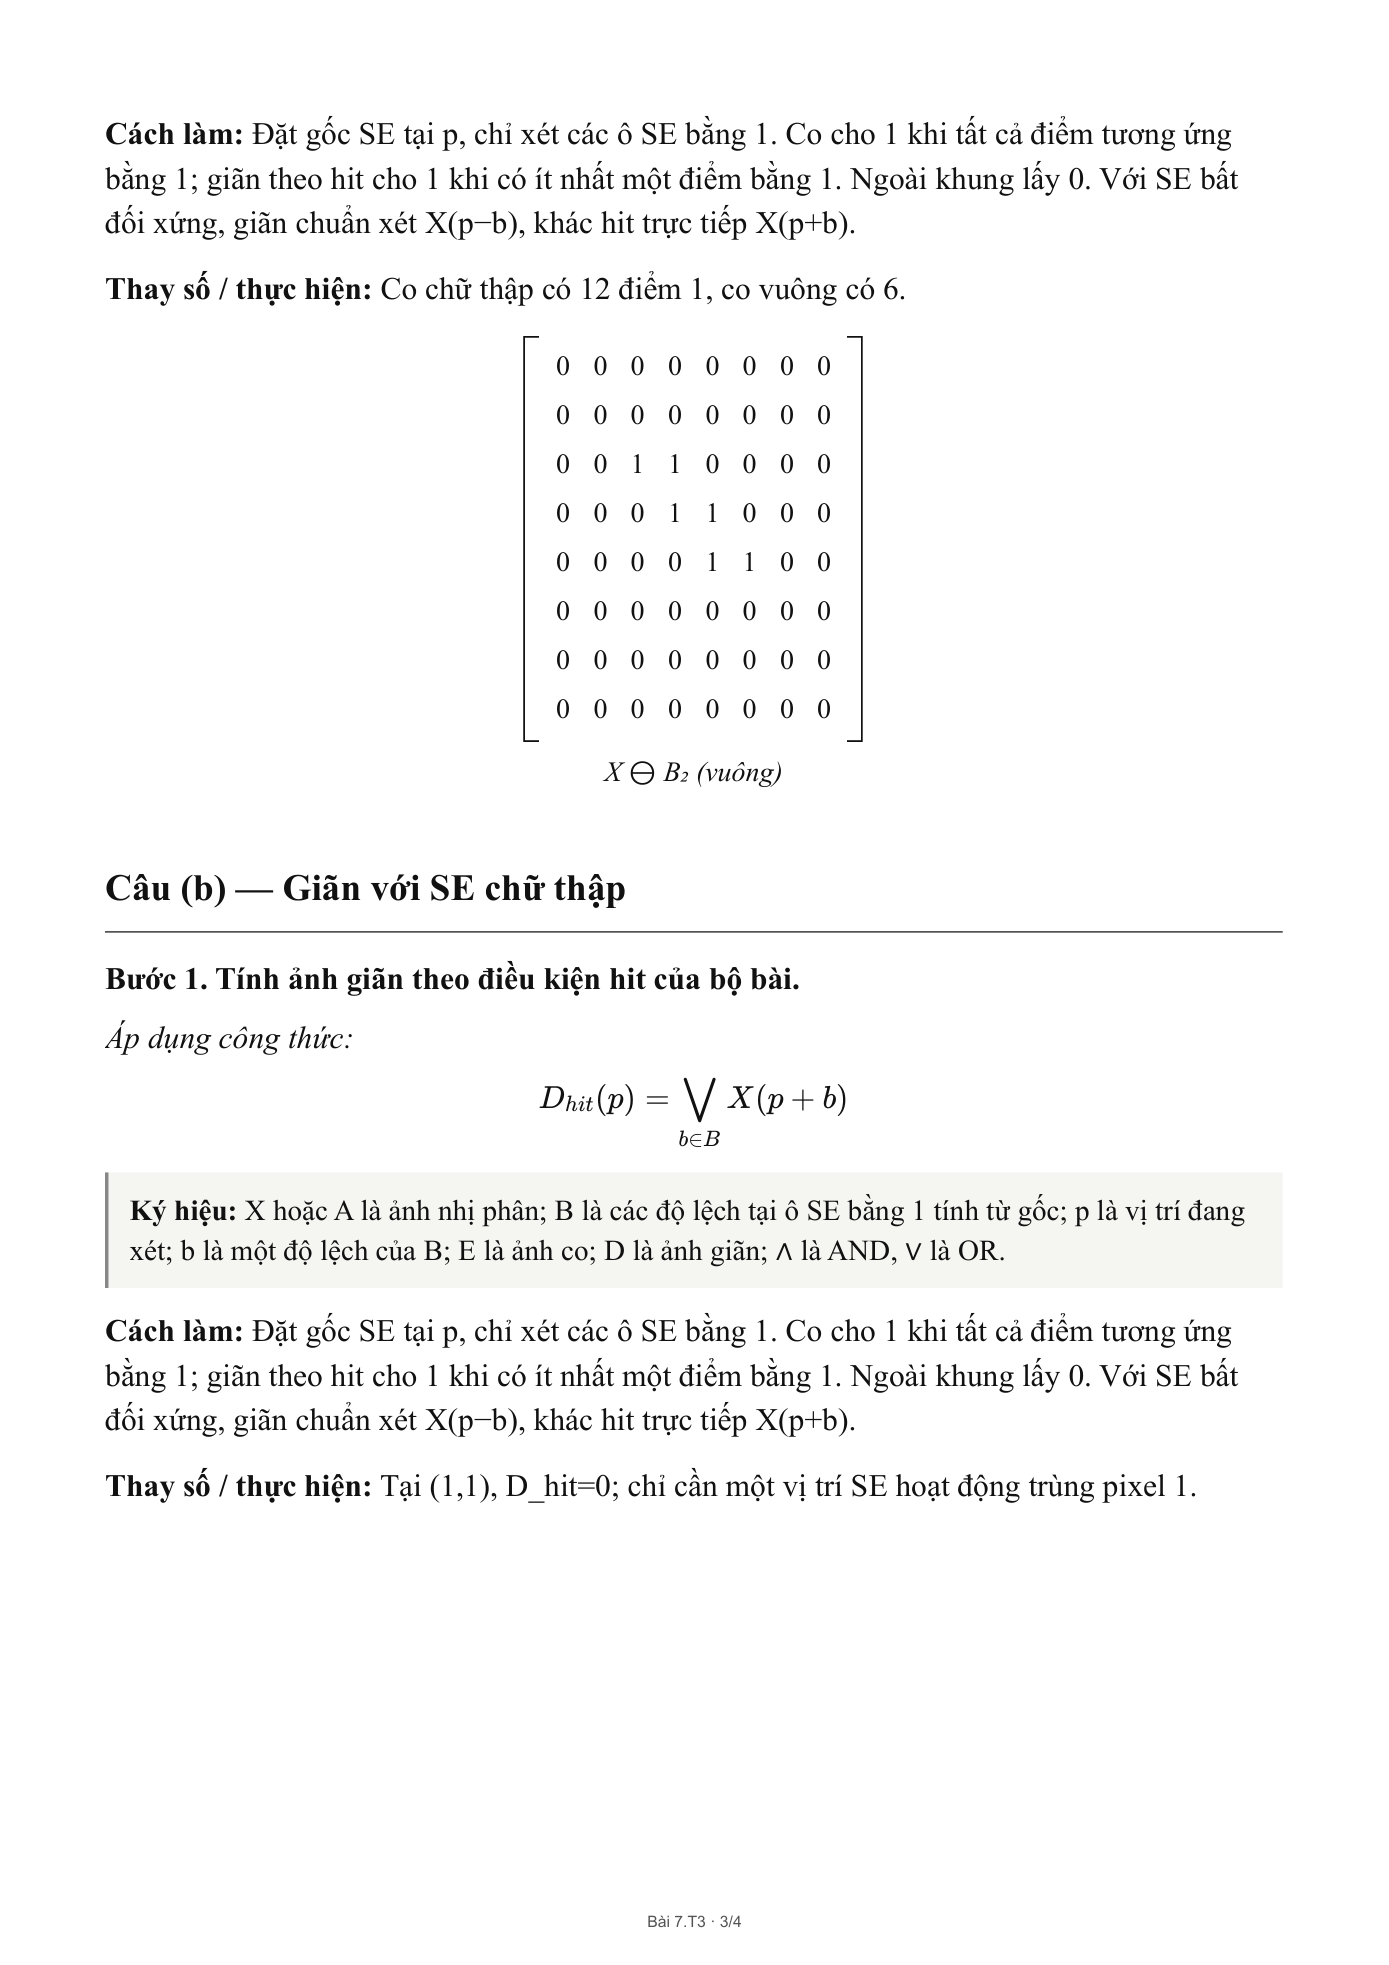 Cách làm: Đặt gốc SE tại p, chỉ xét các ô SE bằng 1. Co cho 1 khi tất cả điểm tương ứng
bằng 1; giãn theo hit cho 1 khi có ít nhất một điểm bằng 1. Ngoài khung lấy 0. Với SE bất
đối xứng, giãn chuẩn xét X(p−b), khác hit trực tiếp X(p+b).
Thay số / thực hiện: Co chữ thập có 12 điểm 1, co vuông có 6.
0 0 0 0 0 0 0 0
0 0 0 0 0 0 0 0
0 0 1 1 0 0 0 0
0 0 0 1 1 0 0 0
0 0 0 0 1 1 0 0
0 0 0 0 0 0 0 0
0 0 0 0 0 0 0 0
0 0 0 0 0 0 0 0
X ⊖ B₂ (vuông)
Câu (b) — Giãn với SE chữ thập
Bước 1. Tính ảnh giãn theo điều kiện hit của bộ bài.
Áp dụng công thức:
D_hit(p) = ⋁ X(p + b)
b∈B
Ký hiệu: X hoặc A là ảnh nhị phân; B là các độ lệch tại ô SE bằng 1 tính từ gốc; p là vị trí đang
xét; b là một độ lệch của B; E là ảnh co; D là ảnh giãn; ∧ là AND, ∨ là OR.
Cách làm: Đặt gốc SE tại p, chỉ xét các ô SE bằng 1. Co cho 1 khi tất cả điểm tương ứng
bằng 1; giãn theo hit cho 1 khi có ít nhất một điểm bằng 1. Ngoài khung lấy 0. Với SE bất
đối xứng, giãn chuẩn xét X(p−b), khác hit trực tiếp X(p+b).
Thay số / thực hiện: Tại (1,1), D_hit=0; chỉ cần một vị trí SE hoạt động trùng pixel 1.
Bài 7.T3 · 3/4